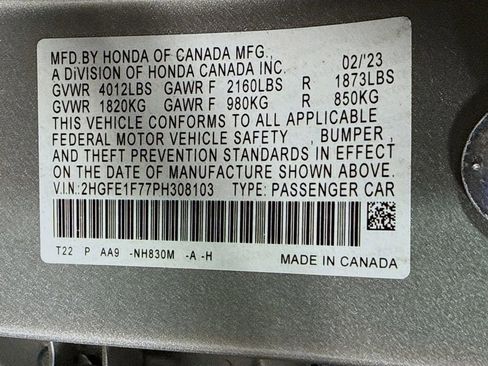 MFD.BY HONDA OF CANADA MFG., 02/'23
A DIVISION OF HONDA CANADA INC.
GVWR 4012LBS GAWR F 2160LBS R 1873LBS
GVWR 1820KG GAWR F 980KG R 850KG
THIS VEHICLE CONFORMS TO ALL APPLICABLE
FEDERAL MOTOR VEHICLE SAFETY , BUMPER ,
AND THEFT PREVENTION STANDARDS IN EFFECT
ON THE DATE OF MANUFACTURE SHOWN ABOVE.
V.I.N.:2HGFE1F77PH308103 TYPE: PASSENGER CAR
T22 P AA9 -NH830M -A -H
MADE IN CANADA